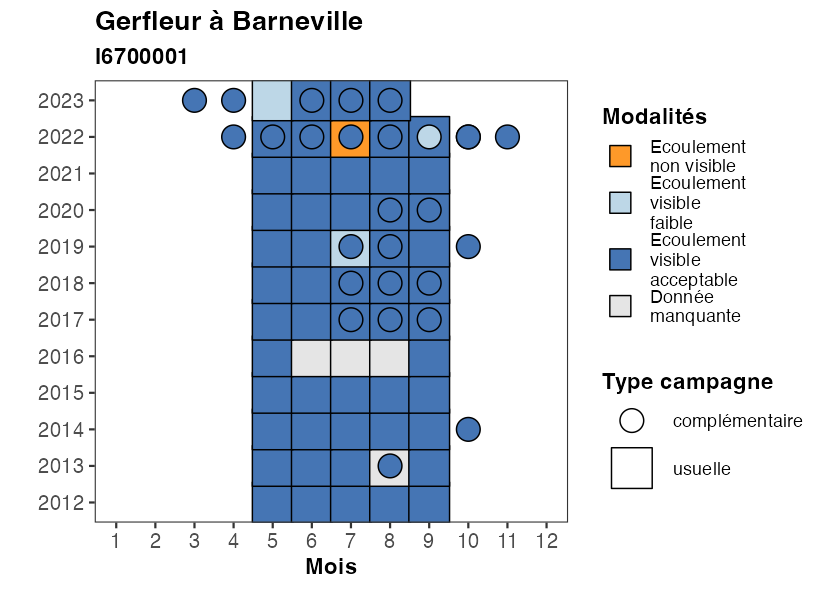 Gerfleur à Barneville
I6700001
2023
2022
2021
2020
2019
2018
2017
2016
2015
2014
2013
2012
1 2 3 4 5 6 7 8 9 10 11 12
Mois
Modalités
Ecoulement
non visible
Ecoulement
visible
faible
Ecoulement
visible
acceptable
Donnée
manquante
Type campagne
complémentaire
usuelle